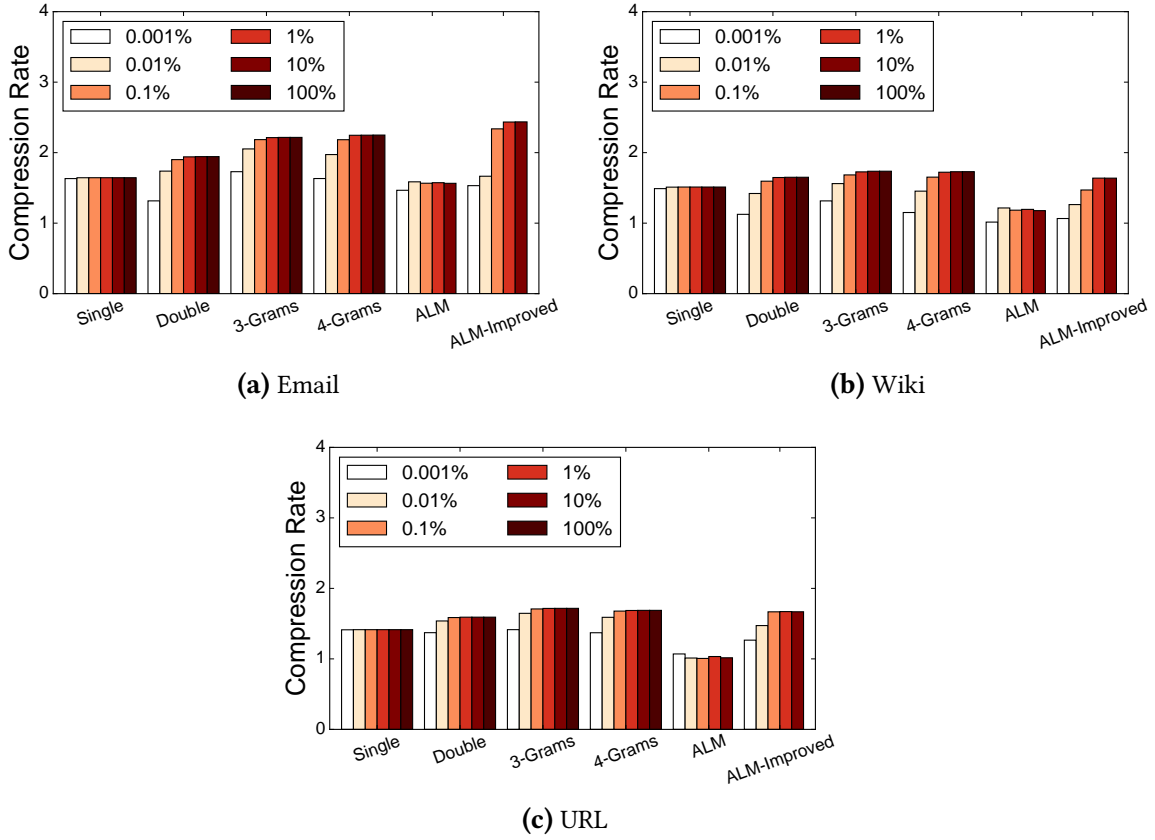 4
3
2
1
0
Compression Rate
0.001%
0.01%
0.1%
1%
10%
100%
Single
Double
3-Grams
4-Grams
ALM
ALM-Improved
(a) Email
4
3
2
1
0
Compression Rate
0.001%
0.01%
0.1%
1%
10%
100%
Single
Double
3-Grams
4-Grams
ALM
ALM-Improved
(b) Wiki
4
3
2
1
0
Compression Rate
0.001%
0.01%
0.1%
1%
10%
100%
Single
Double
3-Grams
4-Grams
ALM
ALM-Improved
(c) URL